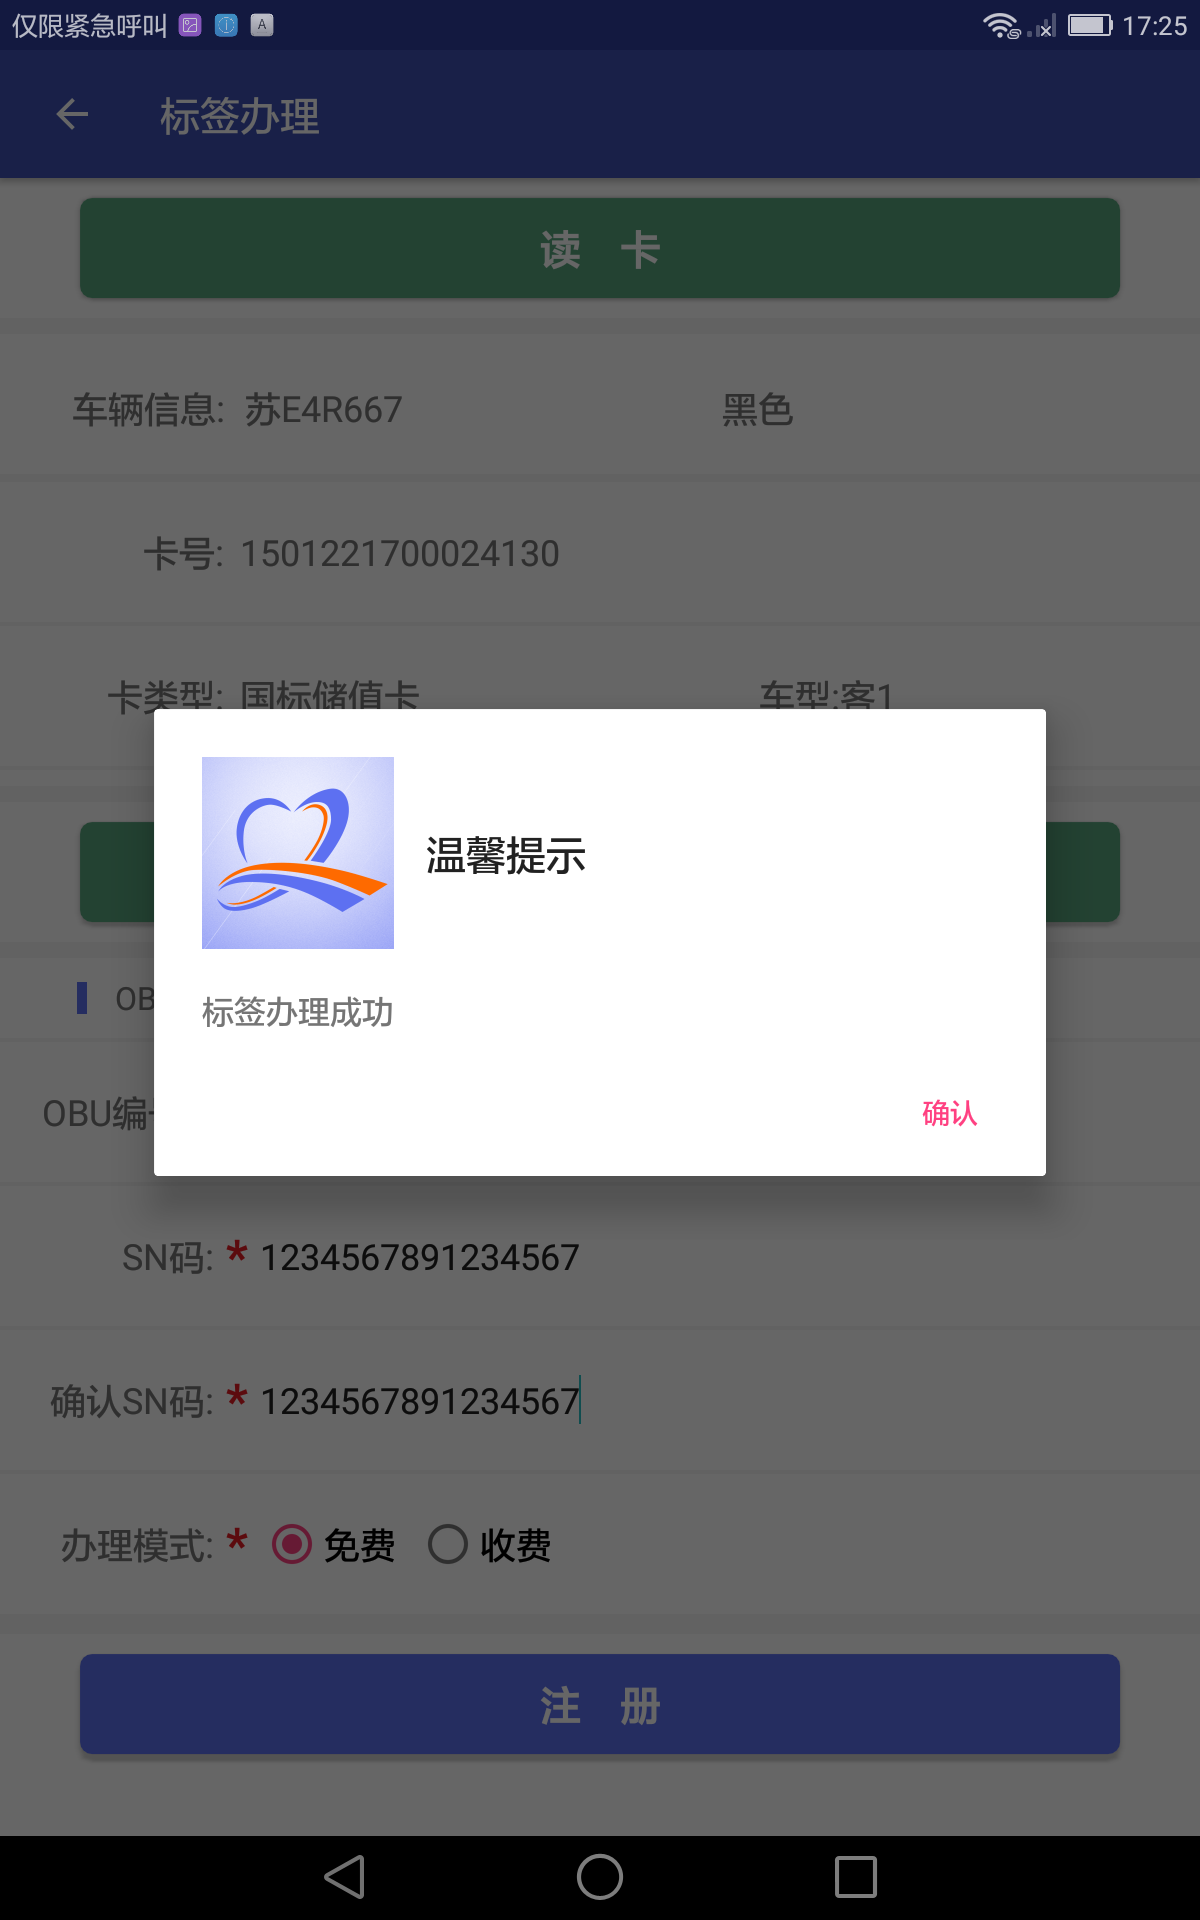 仅限紧急呼叫 A 17:25
标签办理
读 卡
车辆信息: 苏E4R667 黑色
卡号: 1501221700024130
卡类型: 国标储值卡 车型:客1
温馨提示
标签办理成功
确认
OBU编
SN码: * 1234567891234567
确认SN码: * 1234567891234567
办理模式: * 免费 收费
注 册